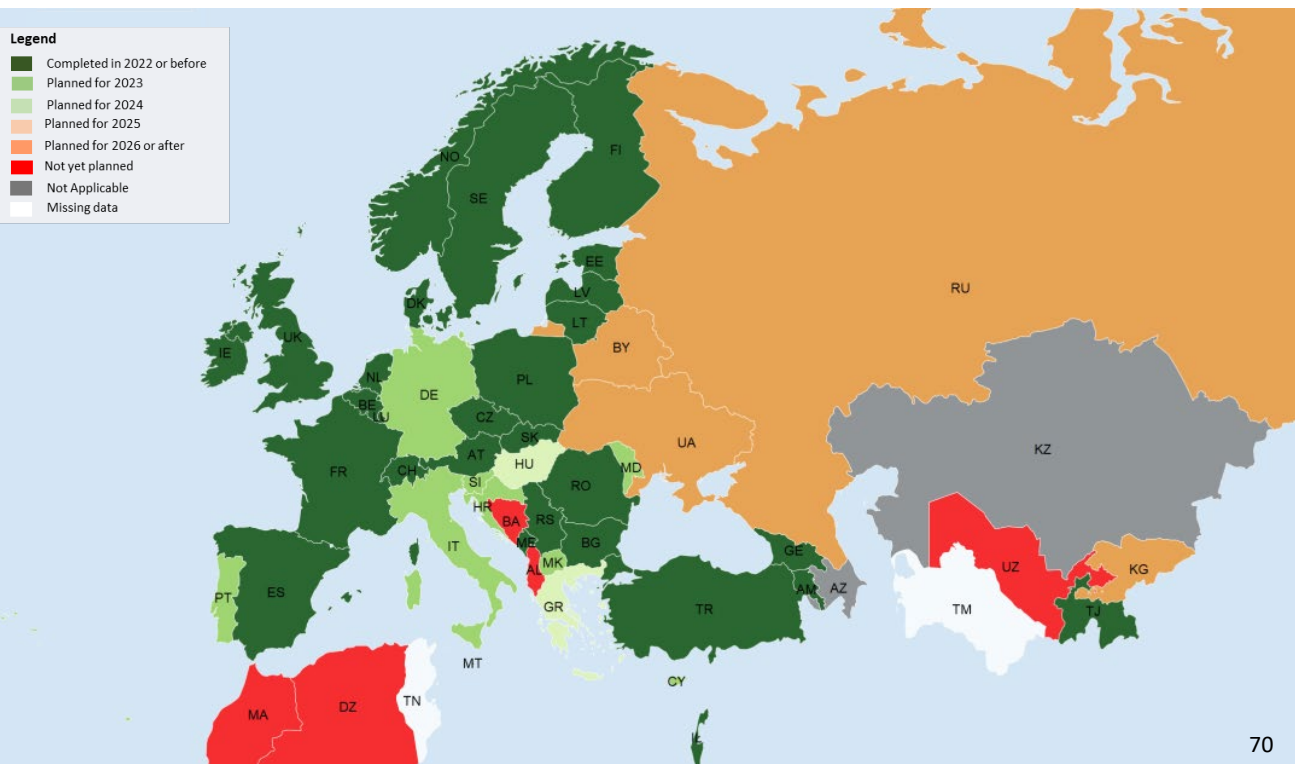 Legend
Completed in 2022 or before
Planned for 2023
Planned for 2024
Planned for 2025
Planned for 2026 or after
Not yet planned
Not Applicable
Missing data
NO
FI
SE
RU
EE
LV
DK
LT
UK
IE
BY
NL
PL
DE
BE
LU
CZ
SK
UA
KZ
AT
HU
FR
CH
MD
SI
RO
HR
BA
RS
ME
BG
IT
GE
AL
MK
UZ
KG
AM
AZ
PT
ES
GR
TR
TM
TJ
MT
CY
MA
DZ
TN
IL
70